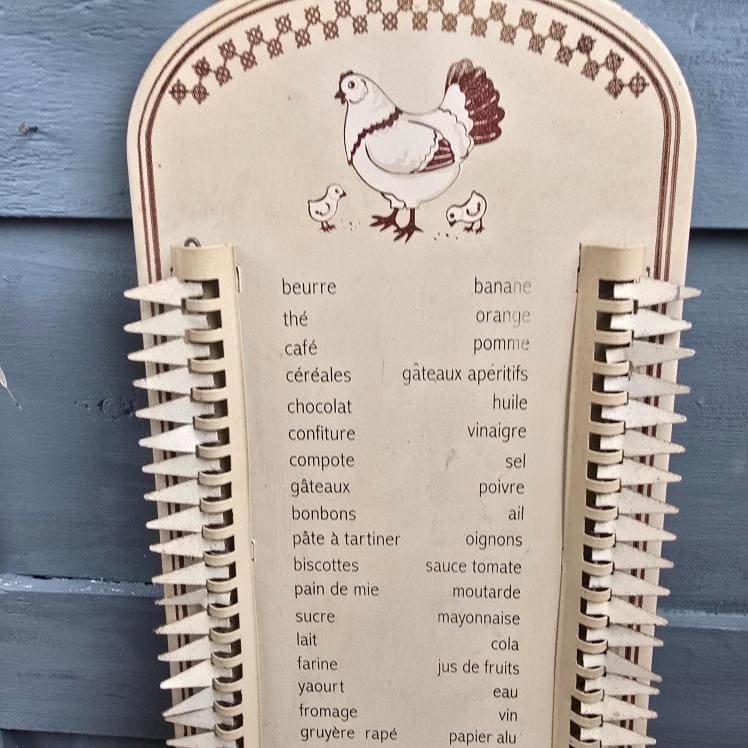 beurre banane
thé orange
café pomme
céréales gâteaux apéritifs
chocolat huile
confiture vinaigre
compote sel
gâteaux poivre
bonbons ail
pâte à tartiner oignons
biscottes sauce tomate
pain de mie moutarde
sucre mayonnaise
lait cola
farine jus de fruits
yaourt eau
fromage vin
gruyère rapé papier alu